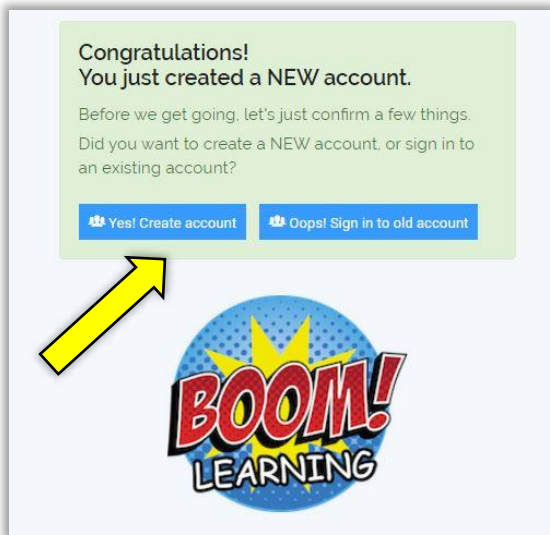 Congratulations!
You just created a NEW account.
Before we get going, let's just confirm a few things.
Did you want to create a NEW account, or sign in to
an existing account?
Yes! Create account Oops! Sign in to old account
BOOM!
LEARNING